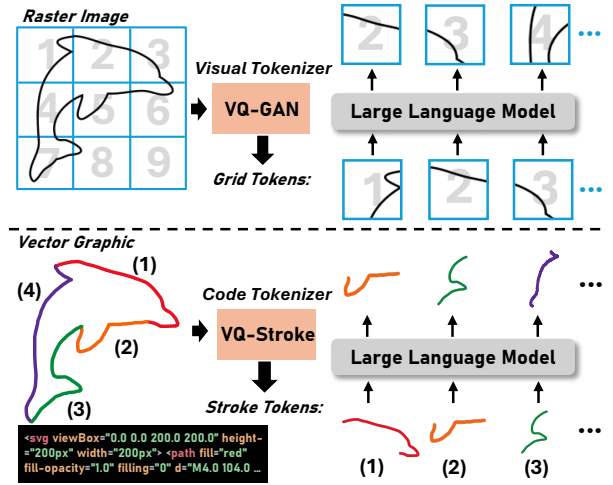 Raster Image
1 2 3
4 5 6
7 8 9
Visual Tokenizer
VQ-GAN
Grid Tokens:
2 3 4 ...
Large Language Model
1 2 3 ...
Vector Graphic
(1)
(4)
(2)
(3)
Code Tokenizer
VQ-Stroke
Stroke Tokens:
...
Large Language Model
...
(1) (2) (3)
<svg viewBox="0.0 0.0 200.0 200.0" height-
="200px" width="200px"> <path fill="red"
fill-opacity="1.0" filling="0" d="M4.0 104.0 …